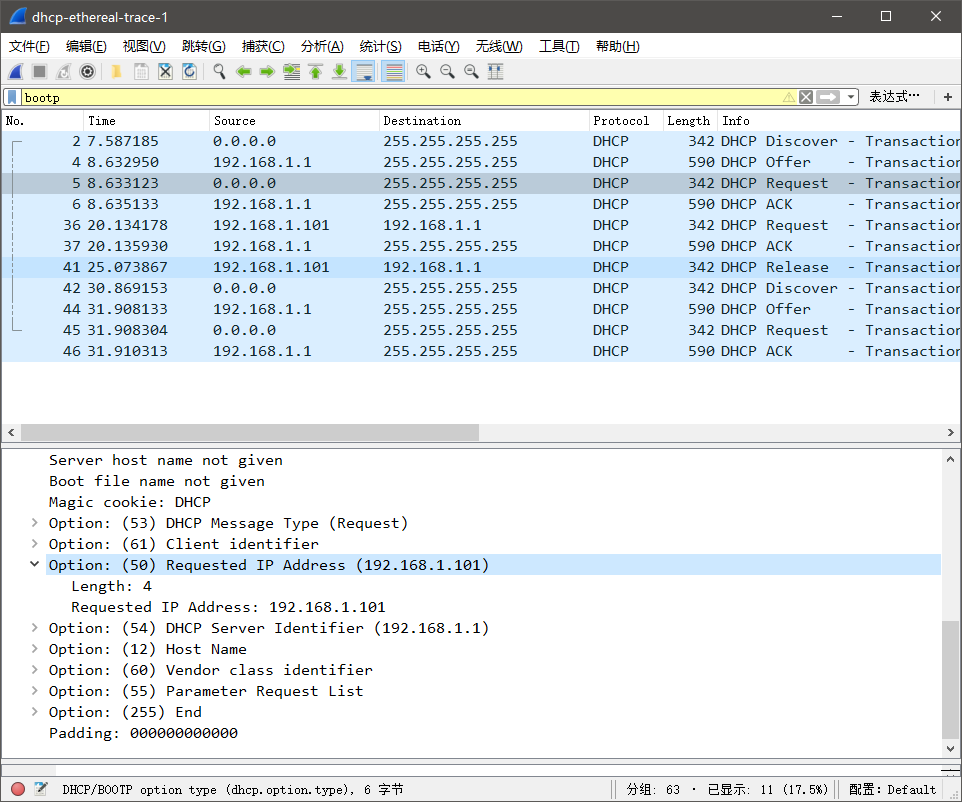 dhcp-ethereal-trace-1
文件(F) 编辑(E) 视图(V) 跳转(G) 捕获(C) 分析(A) 统计(S) 电话(Y) 无线(W) 工具(T) 帮助(H)
bootp 表达式… +
No. Time Source Destination Protocol Length Info
2 7.587185 0.0.0.0 255.255.255.255 DHCP 342 DHCP Discover - Transaction
4 8.632950 192.168.1.1 255.255.255.255 DHCP 590 DHCP Offer - Transaction
5 8.633123 0.0.0.0 255.255.255.255 DHCP 342 DHCP Request - Transaction
6 8.635133 192.168.1.1 255.255.255.255 DHCP 590 DHCP ACK - Transaction
36 20.134178 192.168.1.101 192.168.1.1 DHCP 342 DHCP Request - Transaction
37 20.135930 192.168.1.1 255.255.255.255 DHCP 590 DHCP ACK - Transaction
41 25.073867 192.168.1.101 192.168.1.1 DHCP 342 DHCP Release - Transaction
42 30.869153 0.0.0.0 255.255.255.255 DHCP 342 DHCP Discover - Transaction
44 31.908133 192.168.1.1 255.255.255.255 DHCP 590 DHCP Offer - Transaction
45 31.908304 0.0.0.0 255.255.255.255 DHCP 342 DHCP Request - Transaction
46 31.910313 192.168.1.1 255.255.255.255 DHCP 590 DHCP ACK - Transaction
Server host name not given
Boot file name not given
Magic cookie: DHCP
Option: (53) DHCP Message Type (Request)
Option: (61) Client identifier
Option: (50) Requested IP Address (192.168.1.101)
Length: 4
Requested IP Address: 192.168.1.101
Option: (54) DHCP Server Identifier (192.168.1.1)
Option: (12) Host Name
Option: (60) Vendor class identifier
Option: (55) Parameter Request List
Option: (255) End
Padding: 000000000000
DHCP/BOOTP option type (dhcp.option.type), 6 字节 分组: 63 · 已显示: 11 (17.5%) 配置: Default